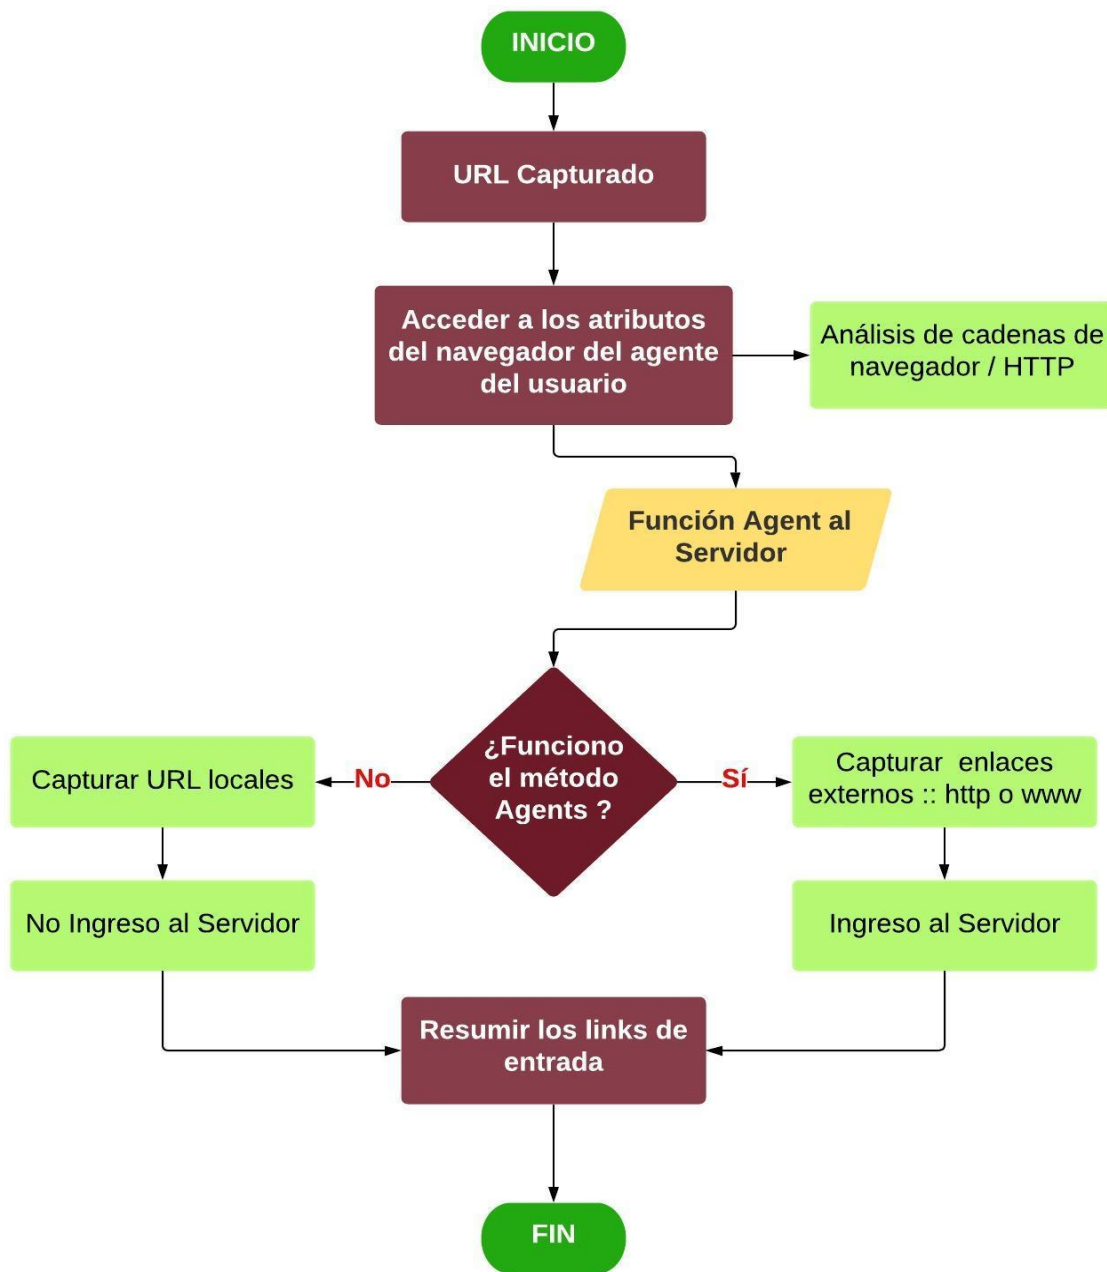 INICIO
URL Capturado
Acceder a los atributos
del navegador del agente
del usuario
Análisis de cadenas de
navegador / HTTP
Función Agent al
Servidor
¿Funciono
el método
Agents ?
No
Sí
Capturar URL locales
Capturar enlaces
externos :: http o www
No Ingreso al Servidor
Ingreso al Servidor
Resumir los links de
entrada
FIN